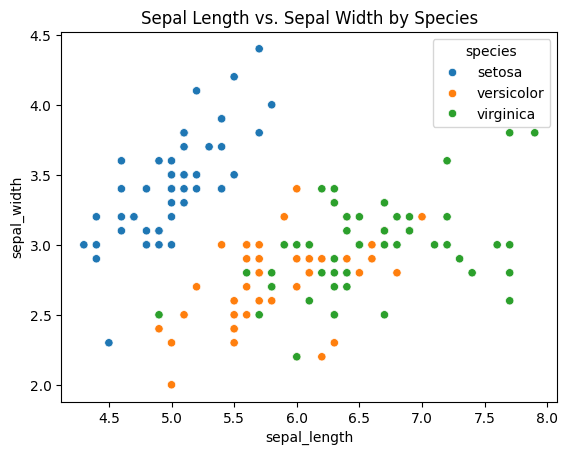 Sepal Length vs. Sepal Width by Species
4.5
4.0
3.5
3.0
2.5
2.0
sepal_width
species
setosa
versicolor
virginica
4.5 5.0 5.5 6.0 6.5 7.0 7.5 8.0
sepal_length